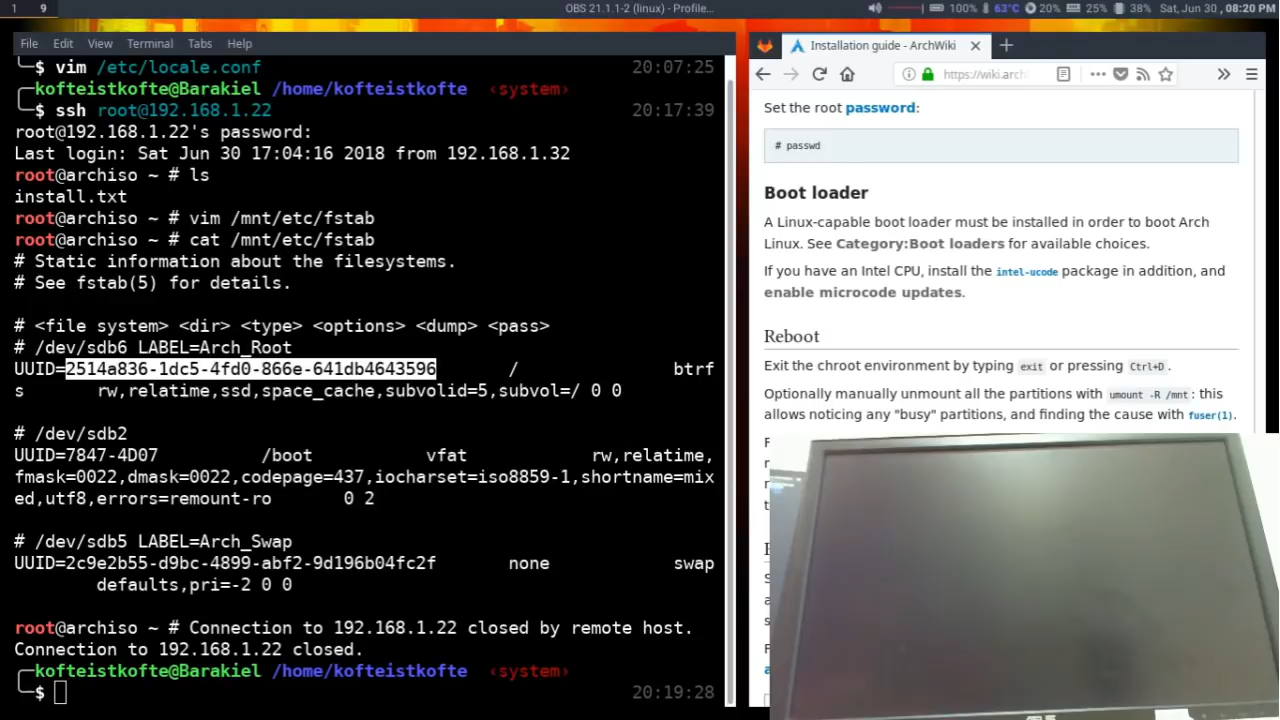 1 9 OBS 21.1.1-2 (linux) - Profile... 100% 63°C 20% 25% 38% Sat, Jun 30 , 08:20 PM
File Edit View Terminal Tabs Help
$ vim /etc/locale.conf 20:07:25
kofteistkofte@Barakiel /home/kofteistkofte ‹system›
$ ssh root@192.168.1.22 20:17:39
root@192.168.1.22's password:
Last login: Sat Jun 30 17:04:16 2018 from 192.168.1.32
root@archiso ~ # ls
install.txt
root@archiso ~ # vim /mnt/etc/fstab
root@archiso ~ # cat /mnt/etc/fstab
# Static information about the filesystems.
# See fstab(5) for details.
# <file system> <dir> <type> <options> <dump> <pass>
# /dev/sdb6 LABEL=Arch_Root
UUID=2514a836-1dc5-4fd0-866e-641db4643596 / btrf
s rw,relatime,ssd,space_cache,subvolid=5,subvol=/ 0 0
# /dev/sdb2
UUID=7847-4D07 /boot vfat rw,relatime,
fmask=0022,dmask=0022,codepage=437,iocharset=iso8859-1,shortname=mix
ed,utf8,errors=remount-ro 0 2
# /dev/sdb5 LABEL=Arch_Swap
UUID=2c9e2b55-d9bc-4899-abf2-9d196b04fc2f none swap
defaults,pri=-2 0 0
root@archiso ~ # Connection to 192.168.1.22 closed by remote host.
Connection to 192.168.1.22 closed.
kofteistkofte@Barakiel /home/kofteistkofte ‹system›
$ 20:19:28
Installation guide - ArchWiki
https://wiki.arch
Set the root password:
# passwd
Boot loader
A Linux-capable boot loader must be installed in order to boot Arch
Linux. See Category:Boot loaders for available choices.
If you have an Intel CPU, install the intel-ucode package in addition, and
enable microcode updates.
Reboot
Exit the chroot environment by typing exit or pressing Ctrl+D.
Optionally manually unmount all the partitions with umount -R /mnt: this
allows noticing any "busy" partitions, and finding the cause with fuser(1).